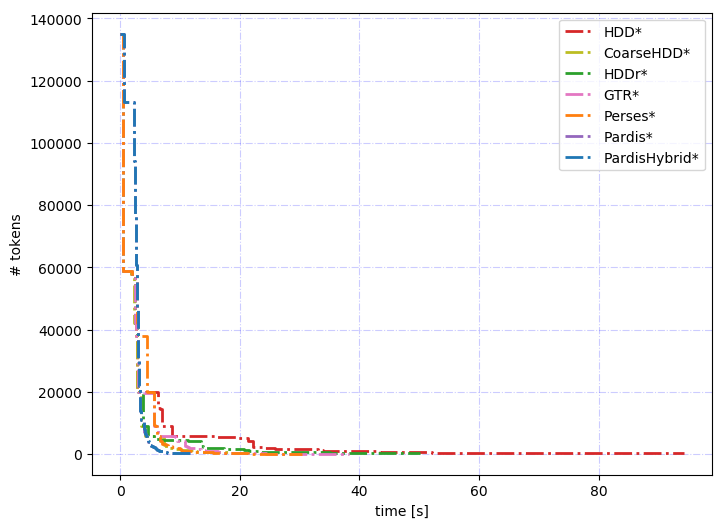 140000
120000
100000
80000
60000
40000
20000
0
# tokens
0 20 40 60 80
time [s]
HDD*
CoarseHDD*
HDDr*
GTR*
Perses*
Pardis*
PardisHybrid*